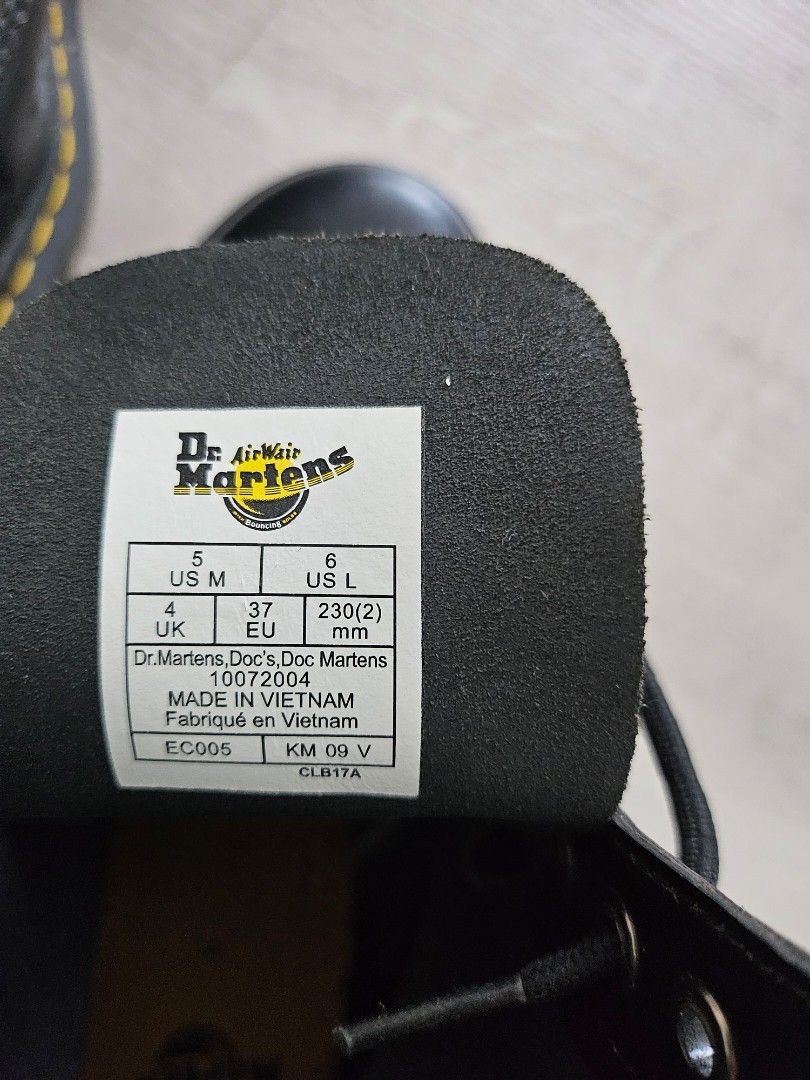 Dr. AirWair
Martens
Bouncing
5 6
US M US L
4 37 230(2)
UK EU mm
Dr.Martens,Doc's,Doc Martens
10072004
MADE IN VIETNAM
Fabriqué en Vietnam
EC005 KM 09 V
CLB17A